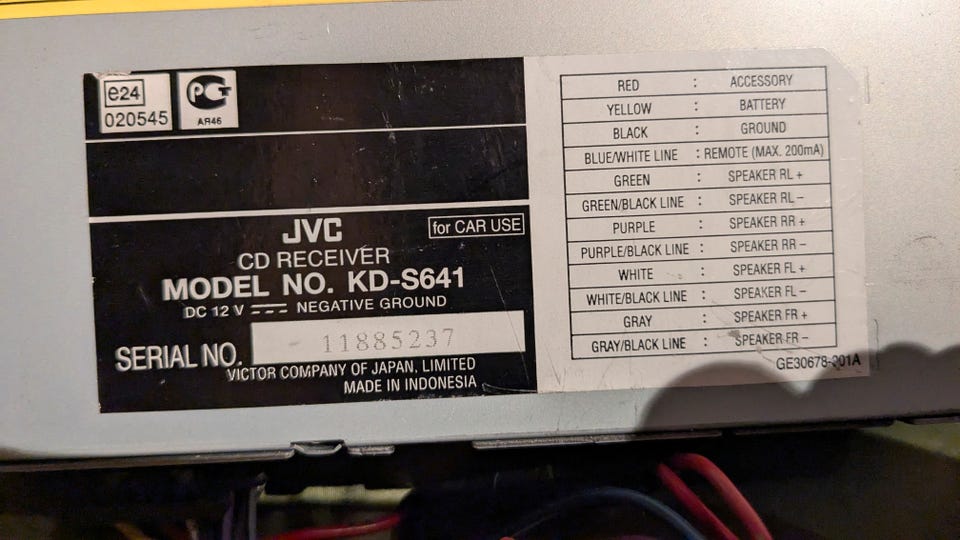 e24
020545
PCT
AR46
JVC
for CAR USE
CD RECEIVER
MODEL NO. KD-S641
DC 12 V NEGATIVE GROUND
SERIAL NO. 11885237
VICTOR COMPANY OF JAPAN, LIMITED
MADE IN INDONESIA
RED : ACCESSORY
YELLOW : BATTERY
BLACK : GROUND
BLUE/WHITE LINE : REMOTE (MAX. 200mA)
GREEN : SPEAKER RL +
GREEN/BLACK LINE : SPEAKER RL –
PURPLE : SPEAKER RR +
PURPLE/BLACK LINE : SPEAKER RR –
WHITE : SPEAKER FL +
WHITE/BLACK LINE : SPEAKER FL –
GRAY : SPEAKER FR +
GRAY/BLACK LINE : SPEAKER FR –
GE30678-001A